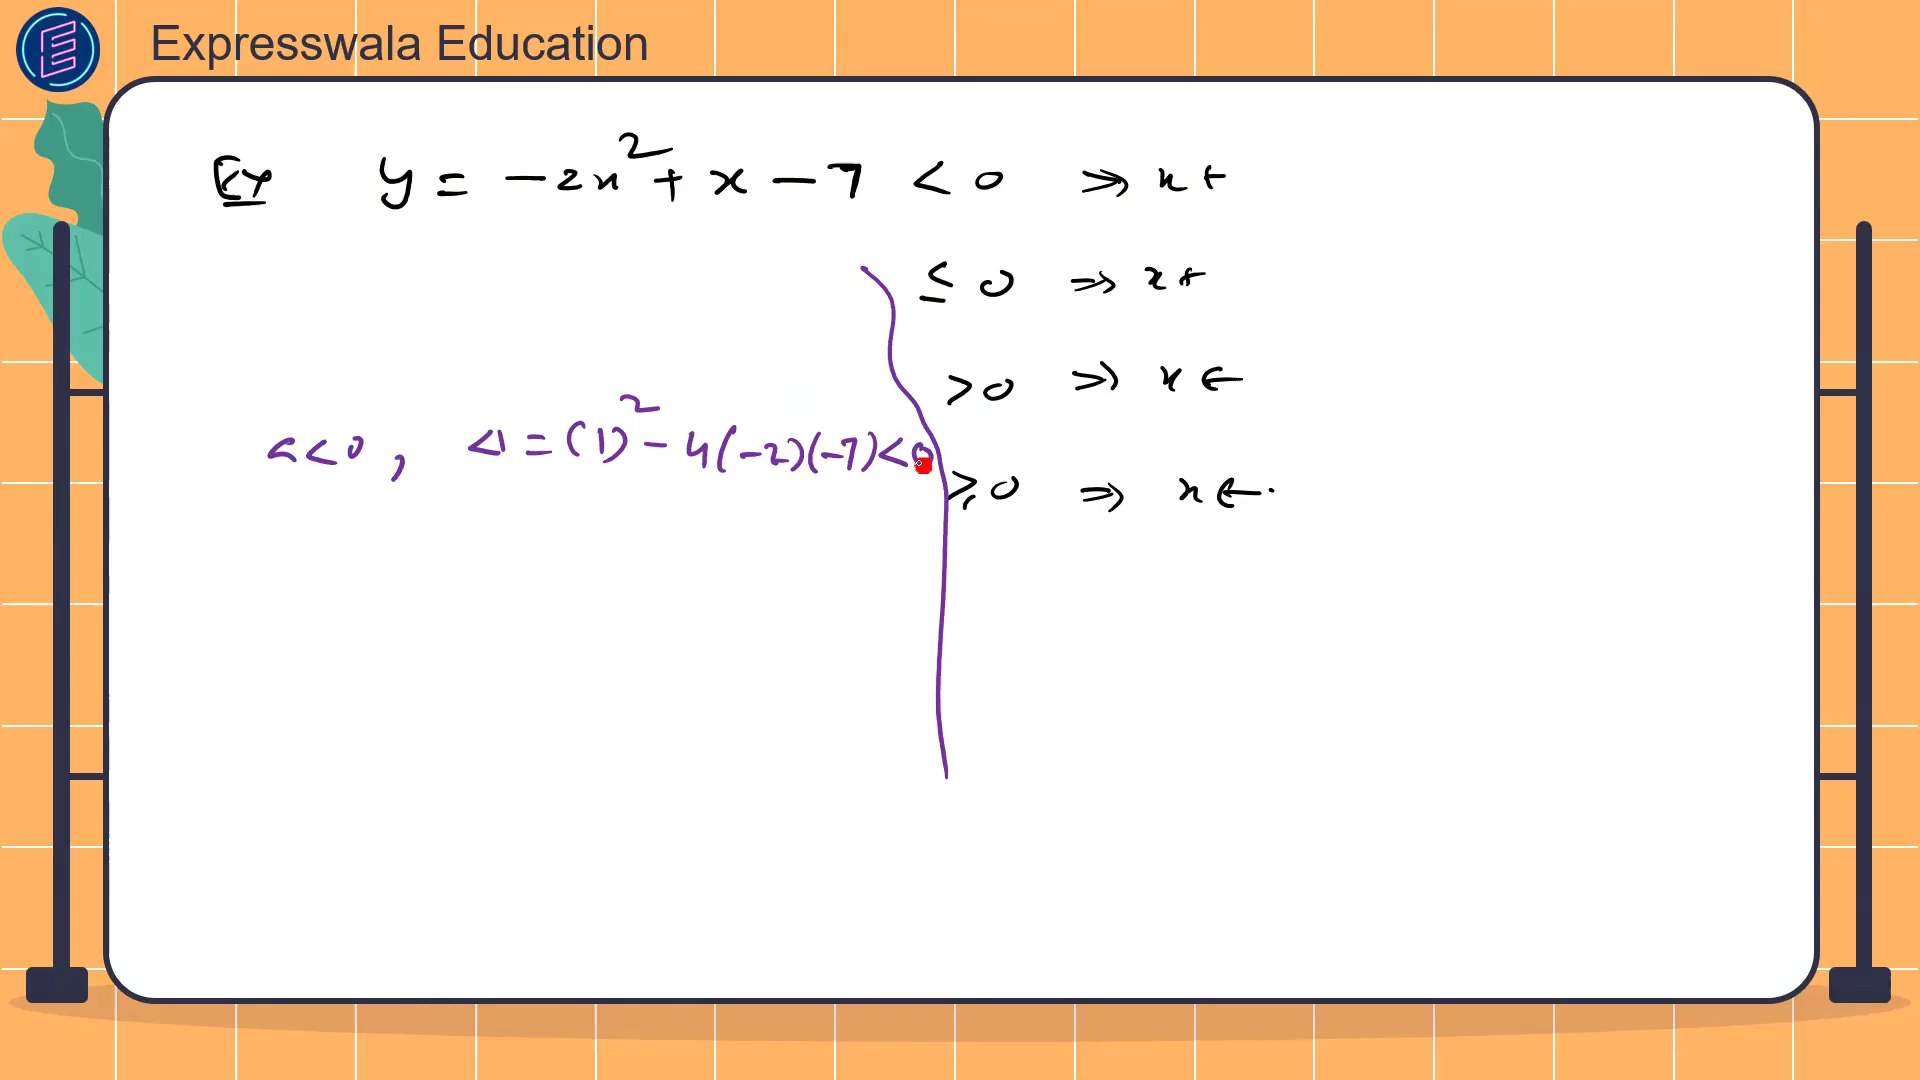 Expresswala Education
Ex y = -2x² + x - 7 < 0 ⇒ x ∈
≤ 0 ⇒ x ∈
> 0 ⇒ x ∈
a < 0 , Δ = (1)² - 4(-2)(-7) < 0
≥ 0 ⇒ x ∈